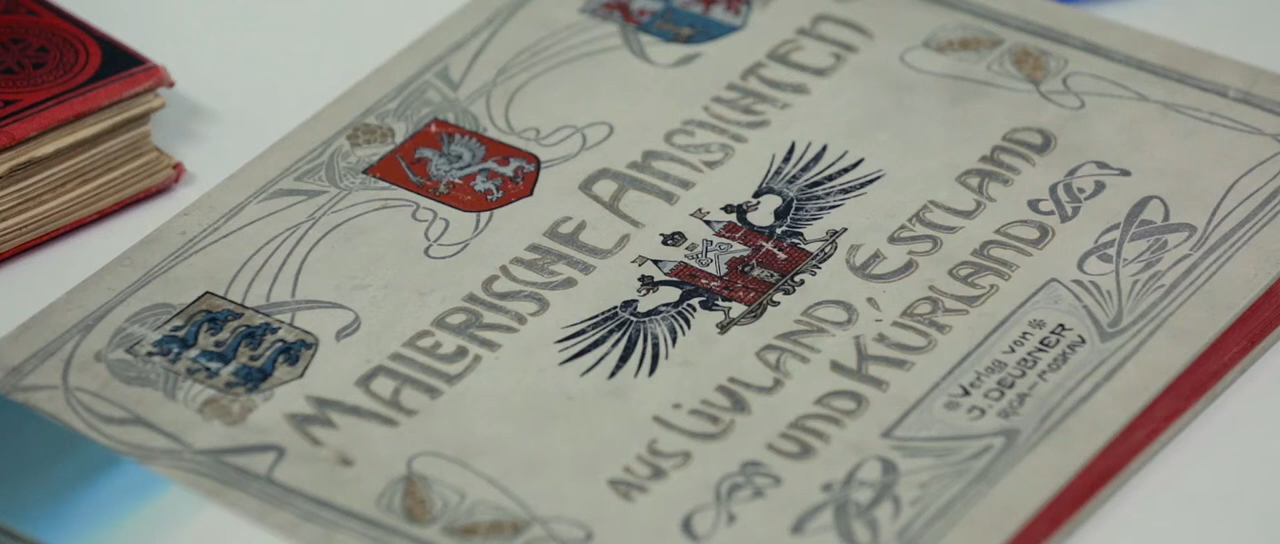 MALERISCHE ANSICHTEN
AUS LIVLAND, ESTLAND
UND KURLAND
Verlag von
J. DEUBNER
RIGA–MOSKAU